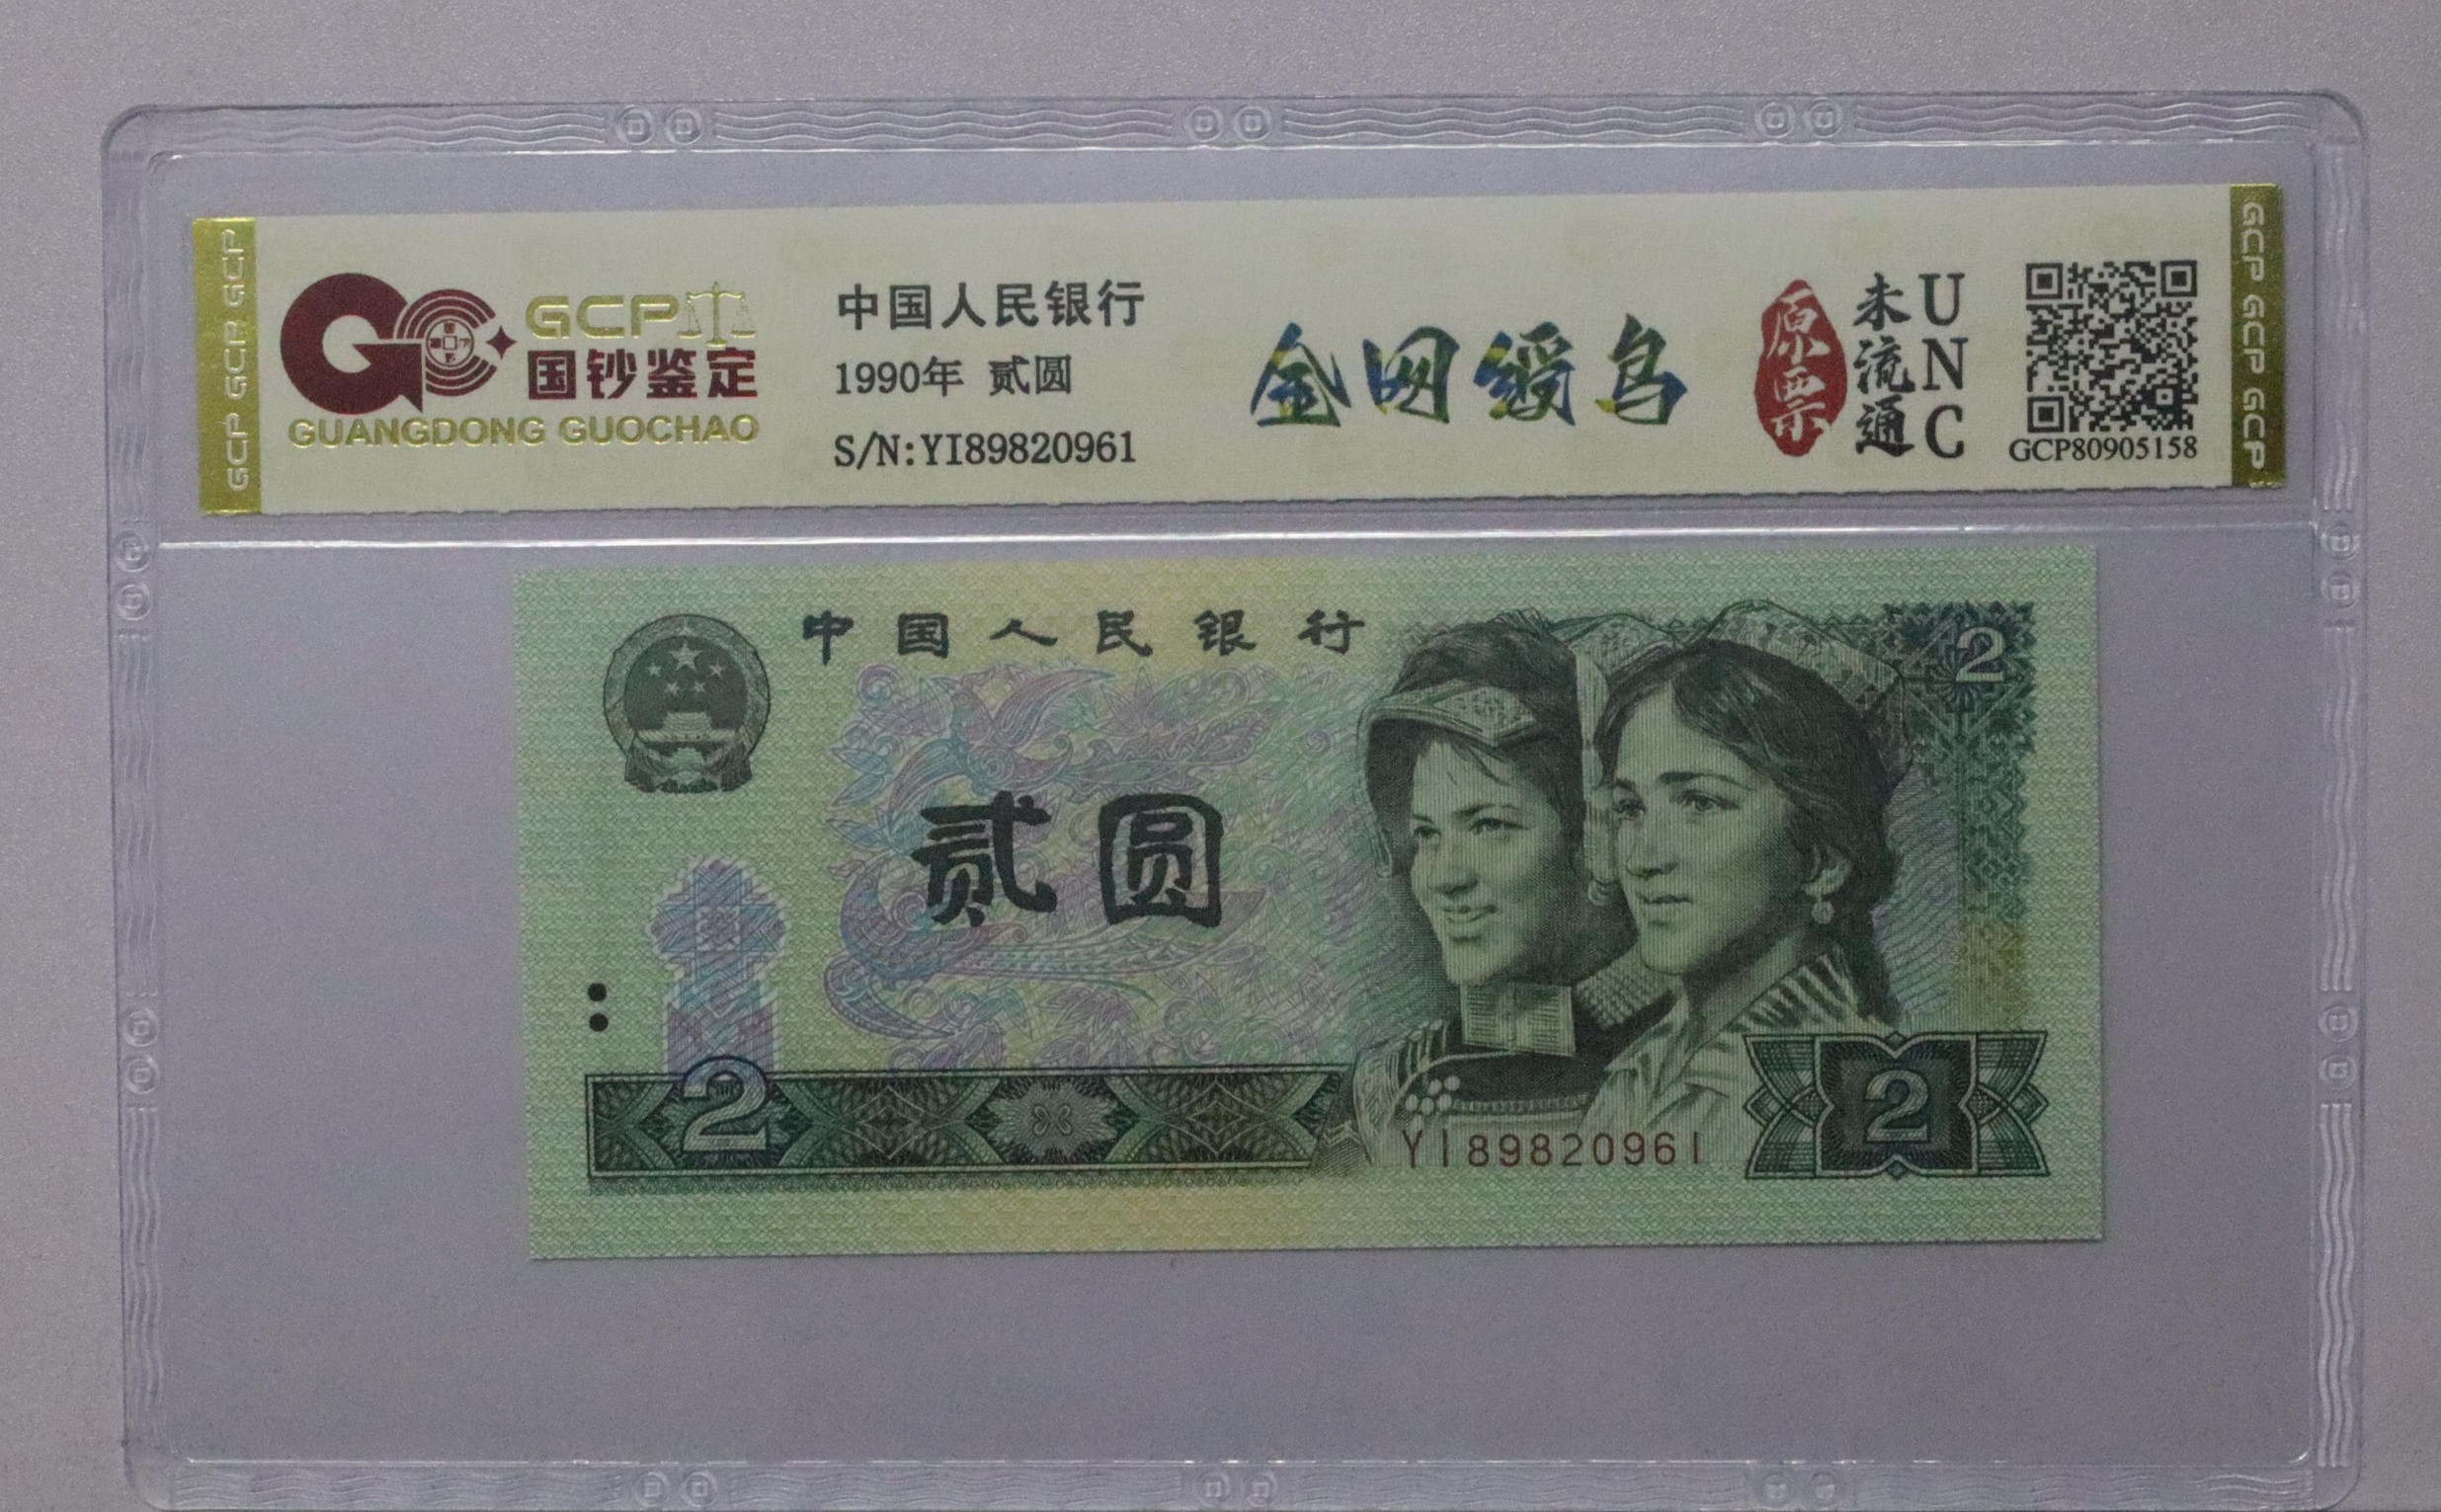 GCP GCP GCP
GCP
国钞鉴定
GUANGDONG GUOCHAO
中国人民银行
1990年 贰圆
S/N:YI89820961
金网绶鸟
原票
未流通
UNC
GCP80905158
GCP GCP GCP
中国人民银行
2
贰圆
2
YI89820961
2